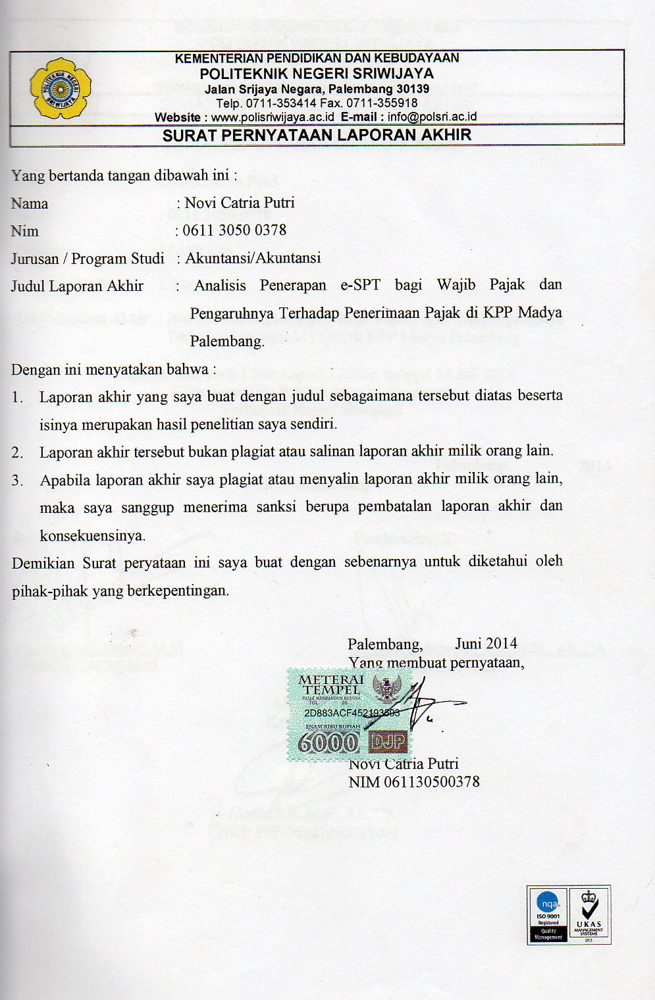 KEMENTERIAN PENDIDIKAN DAN KEBUDAYAAN
POLITEKNIK NEGERI SRIWIJAYA
Jalan Srijaya Negara, Palembang 30139
Telp. 0711-353414 Fax. 0711-355918
Website : www.polisriwijaya.ac.id E-mail : info@polsri.ac.id
POLITEKNIK NEGERI
SRIWIJAYA
SURAT PERNYATAAN LAPORAN AKHIR
Yang bertanda tangan dibawah ini :
Nama : Novi Catria Putri
Nim : 0611 3050 0378
Jurusan / Program Studi : Akuntansi/Akuntansi
Judul Laporan Akhir : Analisis Penerapan e-SPT bagi Wajib Pajak dan
Pengaruhnya Terhadap Penerimaan Pajak di KPP Madya
Palembang.
Dengan ini menyatakan bahwa :
1. Laporan akhir yang saya buat dengan judul sebagaimana tersebut diatas beserta
isinya merupakan hasil penelitian saya sendiri.
2. Laporan akhir tersebut bukan plagiat atau salinan laporan akhir milik orang lain.
3. Apabila laporan akhir saya plagiat atau menyalin laporan akhir milik orang lain,
maka saya sanggup menerima sanksi berupa pembatalan laporan akhir dan
konsekuensinya.
Demikian Surat peryataan ini saya buat dengan sebenarnya untuk diketahui oleh
pihak-pihak yang berkepentingan.
Palembang, Juni 2014
Yang membuat pernyataan,
METERAI
TEMPEL
PAJAK MEMBANGUN BANGSA
TGL. 20
2D883ACF452193593
ENAM RIBU RUPIAH
6000 DJP
Novi Catria Putri
NIM 061130500378
nqa.
ISO 9001
Registered
Quality
Management
UKAS
MANAGEMENT
SYSTEMS
015